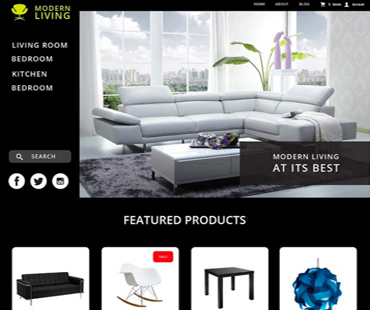 MODERN
LIVING
HOME
ABOUT
BLOG
0 items
Account
LIVING ROOM
BEDROOM
KITCHEN
BEDROOM
SEARCH
MODERN LIVING
AT ITS BEST
FEATURED PRODUCTS
SALE